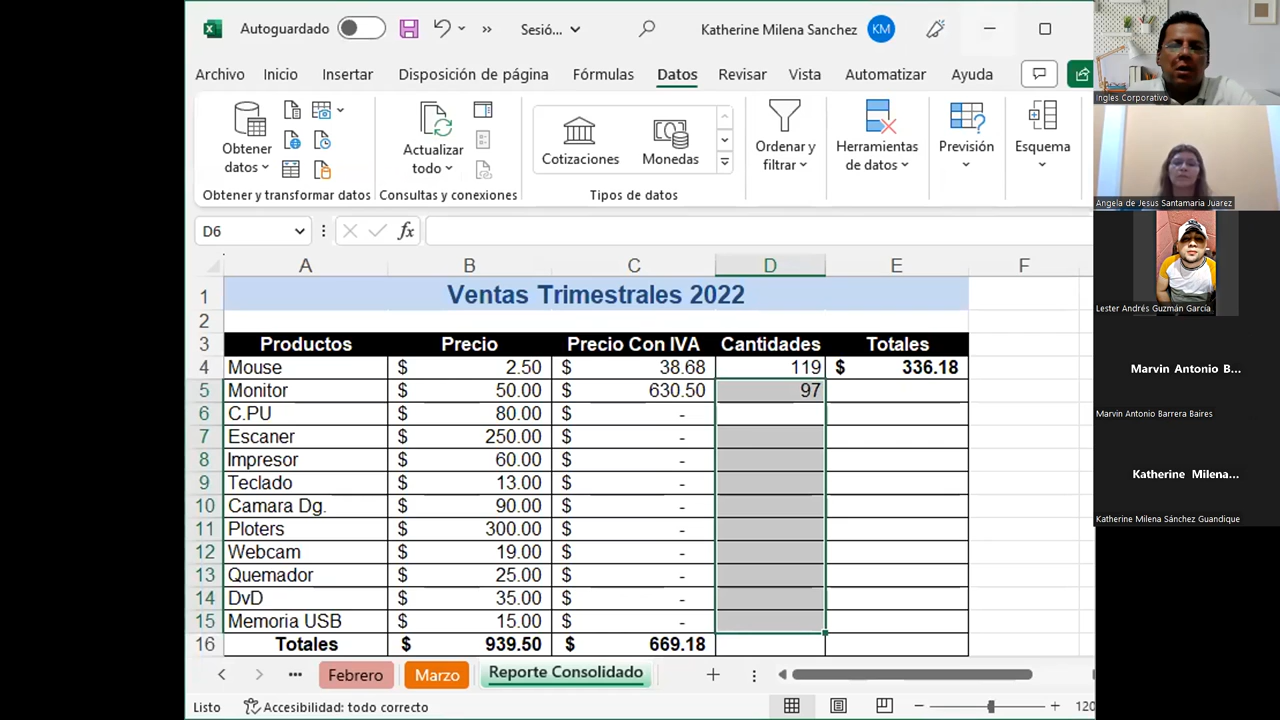 Autoguardado Sesió... Katherine Milena Sanchez KM
Archivo Inicio Insertar Disposición de página Fórmulas Datos Revisar Vista Automatizar Ayuda
Obtener datos
Actualizar todo
Cotizaciones Monedas
Ordenar y filtrar
Herramientas de datos
Previsión
Esquema
Obtener y transformar datos Consultas y conexiones Tipos de datos
D6 fx
A B C D E F
1 Ventas Trimestrales 2022
2
3 Productos Precio Precio Con IVA Cantidades Totales
4 Mouse $ 2.50 $ 38.68 119 $ 336.18
5 Monitor $ 50.00 $ 630.50 97
6 C.PU $ 80.00 $ -
7 Escaner $ 250.00 $ -
8 Impresor $ 60.00 $ -
9 Teclado $ 13.00 $ -
10 Camara Dg. $ 90.00 $ -
11 Ploters $ 300.00 $ -
12 Webcam $ 19.00 $ -
13 Quemador $ 25.00 $ -
14 DvD $ 35.00 $ -
15 Memoria USB $ 15.00 $ -
16 Totales $ 939.50 $ 669.18
Febrero Marzo Reporte Consolidado
Listo Accesibilidad: todo correcto 120
Ingles Corporativo
Angela de Jesus Santamaria Juarez
Lester Andrés Guzmán García
Marvin Antonio B...
Marvin Antonio Barrera Baires
Katherine Milena...
Katherine Milena Sánchez Guandique